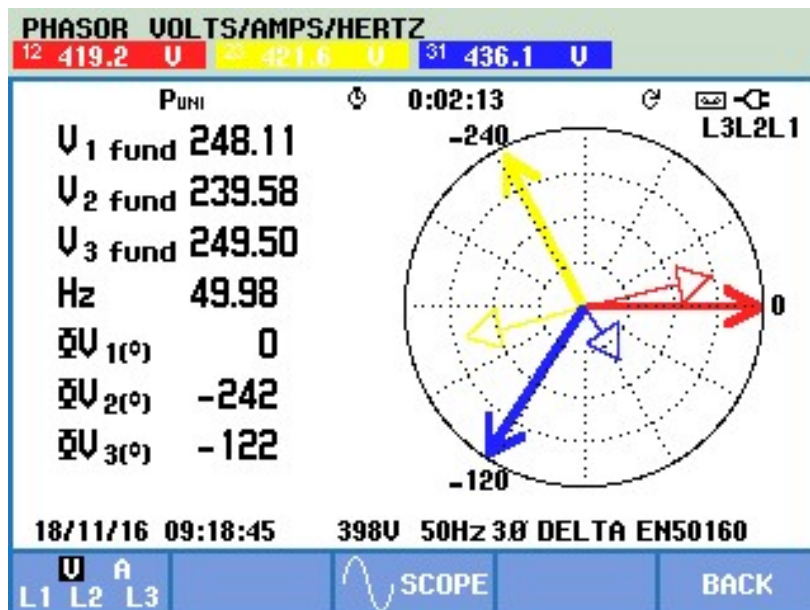 PHASOR VOLTS/AMPS/HERTZ
12 419.2 V 23 421.6 V 31 436.1 V
PUNI 0:02:13
L3L2L1
V1 fund 248.11
V2 fund 239.58
V3 fund 249.50
Hz 49.98
ΦV1(°) 0
ΦV2(°) -242
ΦV3(°) -122
-240
0
-120
18/11/16 09:18:45 398V 50Hz 3Ø DELTA EN50160
V A
L1 L2 L3
SCOPE
BACK